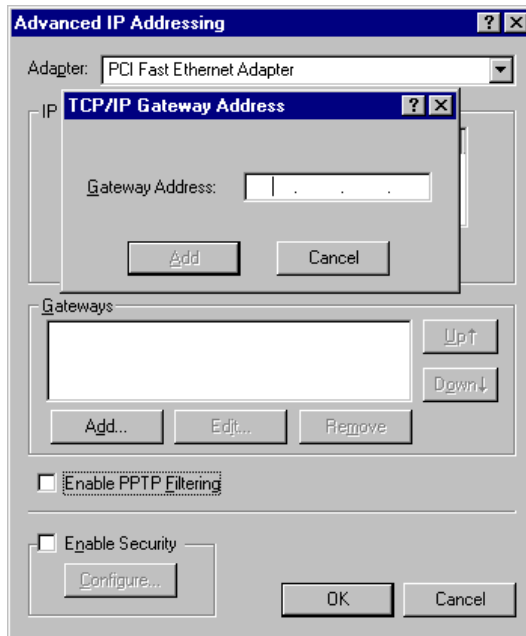 Advanced IP Addressing
Adapter: PCI Fast Ethernet Adapter
IP
TCP/IP Gateway Address
Gateway Address: . . .
Add Cancel
Gateways
Up↑
Down↓
Add... Edit... Remove
Enable PPTP Filtering
Enable Security
Configure...
OK Cancel